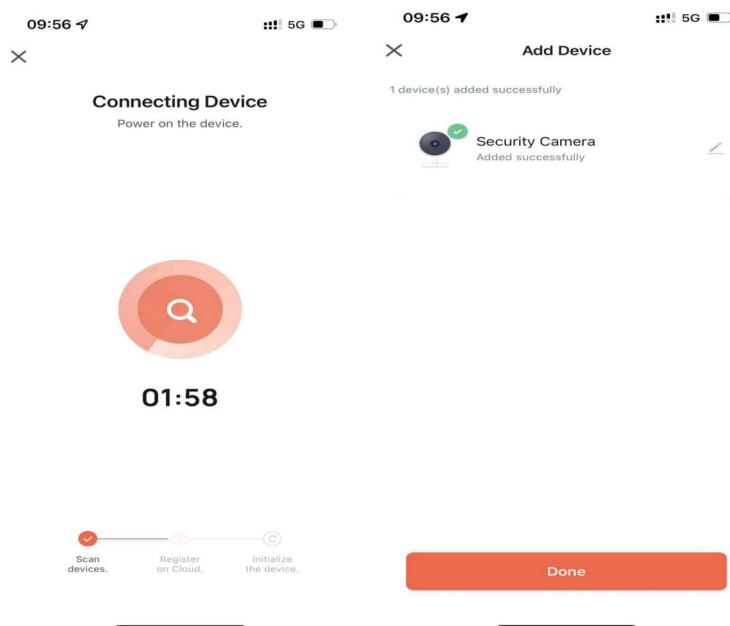 09:56
5G
Connecting Device
Power on the device.
01:58
Scan
devices.
Register
on Cloud.
Initialize
the device.
09:56
5G
Add Device
1 device(s) added successfully
Security Camera
Added successfully
Done